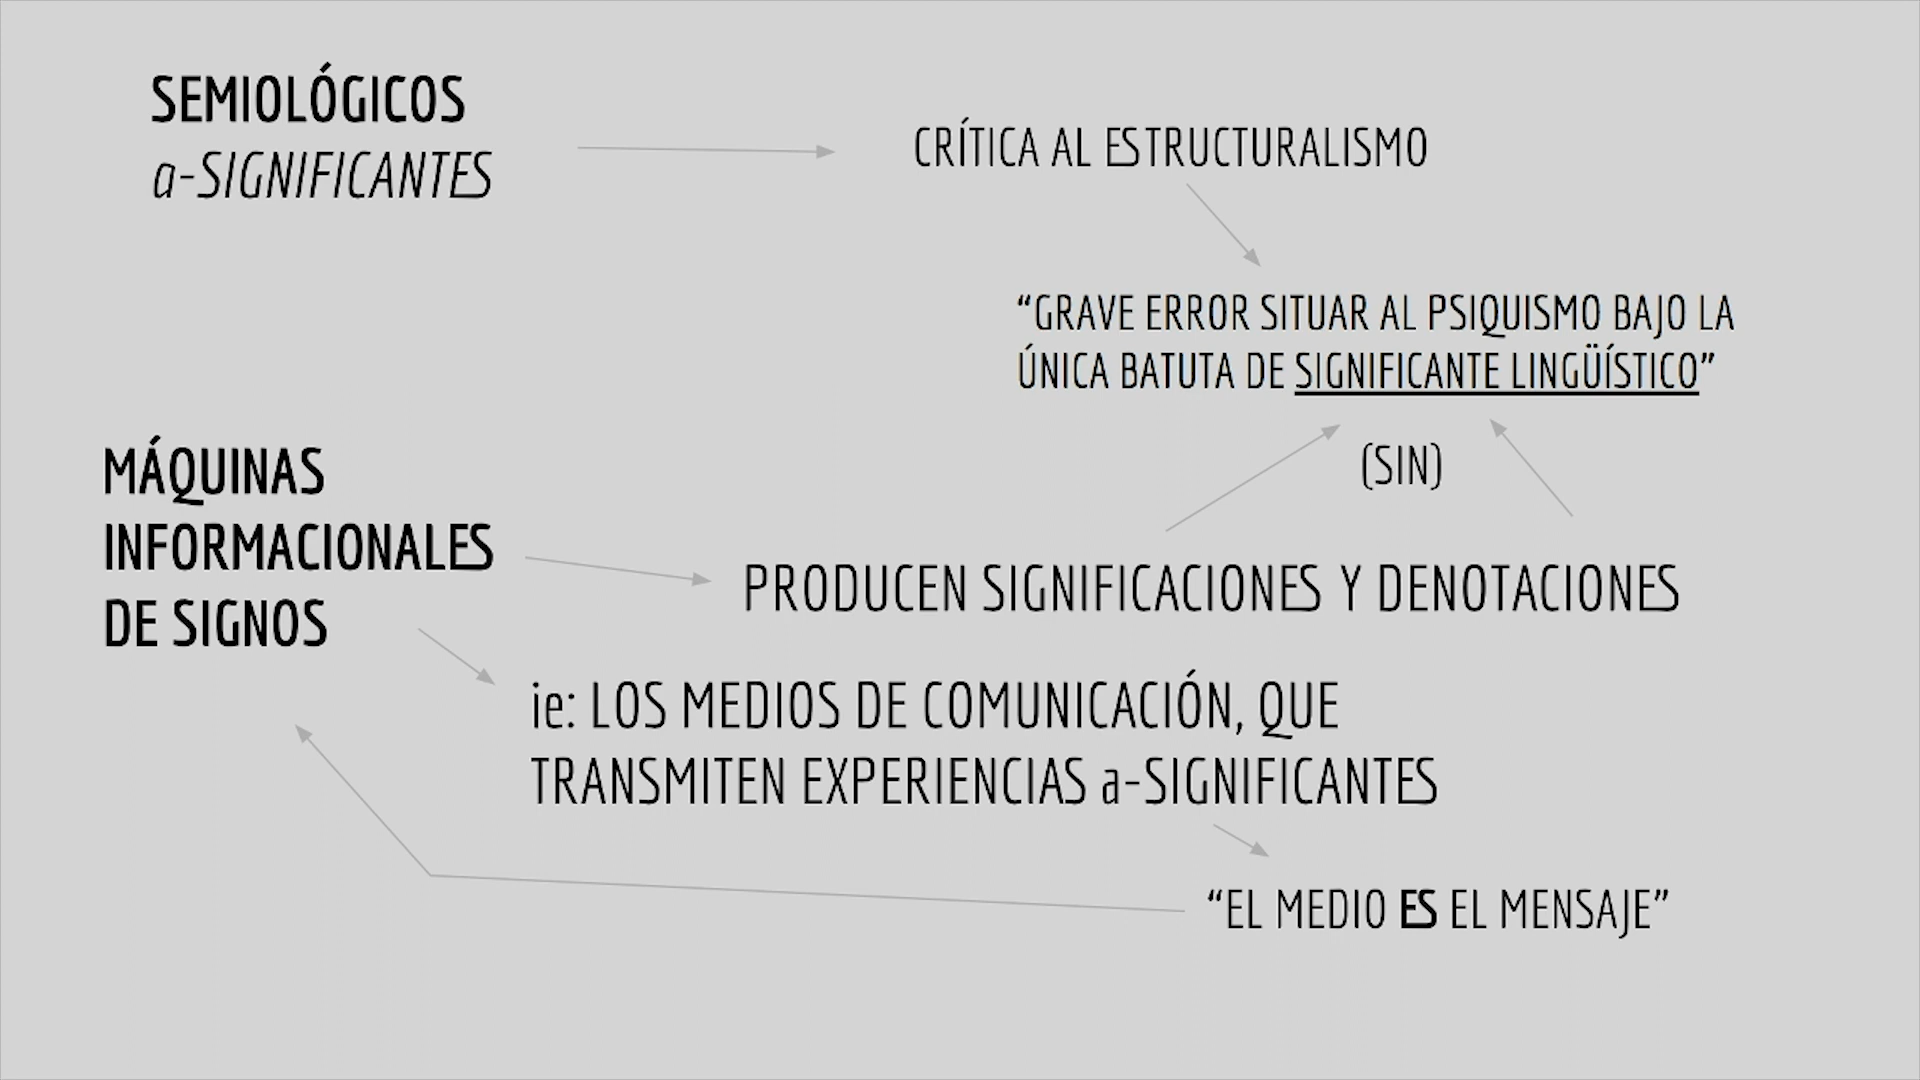 SEMIOLÓGICOS
a-SIGNIFICANTES
CRÍTICA AL ESTRUCTURALISMO
“GRAVE ERROR SITUAR AL PSIQUISMO BAJO LA
ÚNICA BATUTA DE SIGNIFICANTE LINGÜÍSTICO”
(SIN)
MÁQUINAS
INFORMACIONALES
DE SIGNOS
PRODUCEN SIGNIFICACIONES Y DENOTACIONES
ie: LOS MEDIOS DE COMUNICACIÓN, QUE
TRANSMITEN EXPERIENCIAS a-SIGNIFICANTES
“EL MEDIO ES EL MENSAJE”